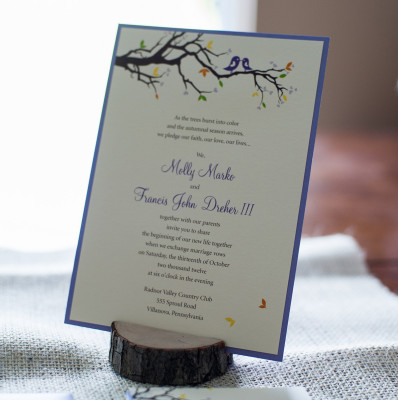 As the trees burst into color
and the autumnal season arrives,
we pledge our faith, our love, our lives...
We,
Molly Marko
and
Francis John Dreher III
together with our parents
invite you to share
the beginning of our new life together
when we exchange marriage vows
on Saturday, the thirteenth of October
two thousand twelve
at six o'clock in the evening
Radnor Valley Country Club
555 Sproul Road
Villanova, Pennsylvania